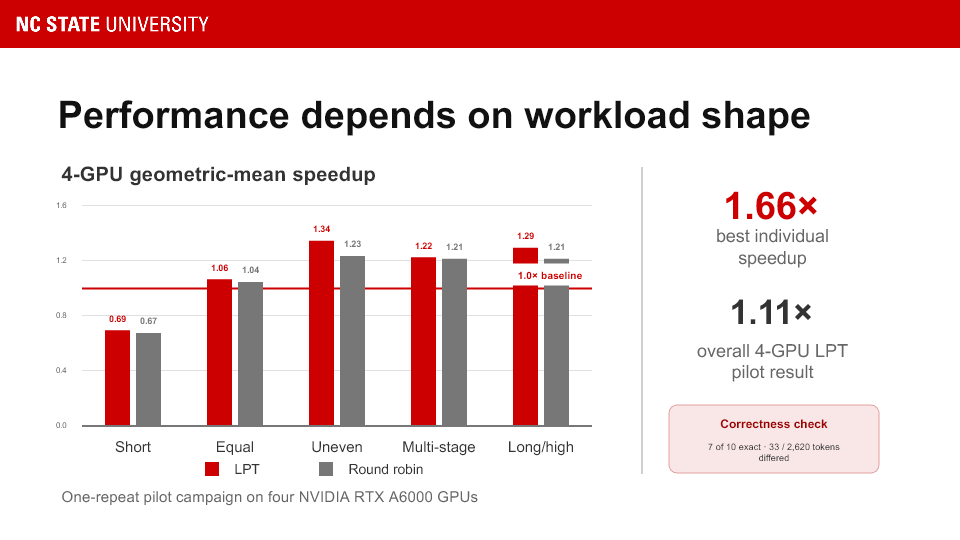 NC STATE UNIVERSITY
Performance depends on workload shape
4-GPU geometric-mean speedup
1.6
1.2
0.8
0.4
0.0
0.69
0.67
1.06
1.04
1.34
1.23
1.22
1.21
1.29
1.21
1.0× baseline
Short
Equal
Uneven
Multi-stage
Long/high
LPT
Round robin
One-repeat pilot campaign on four NVIDIA RTX A6000 GPUs
1.66×
best individual
speedup
1.11×
overall 4-GPU LPT
pilot result
Correctness check
7 of 10 exact · 33 / 2,620 tokens
differed